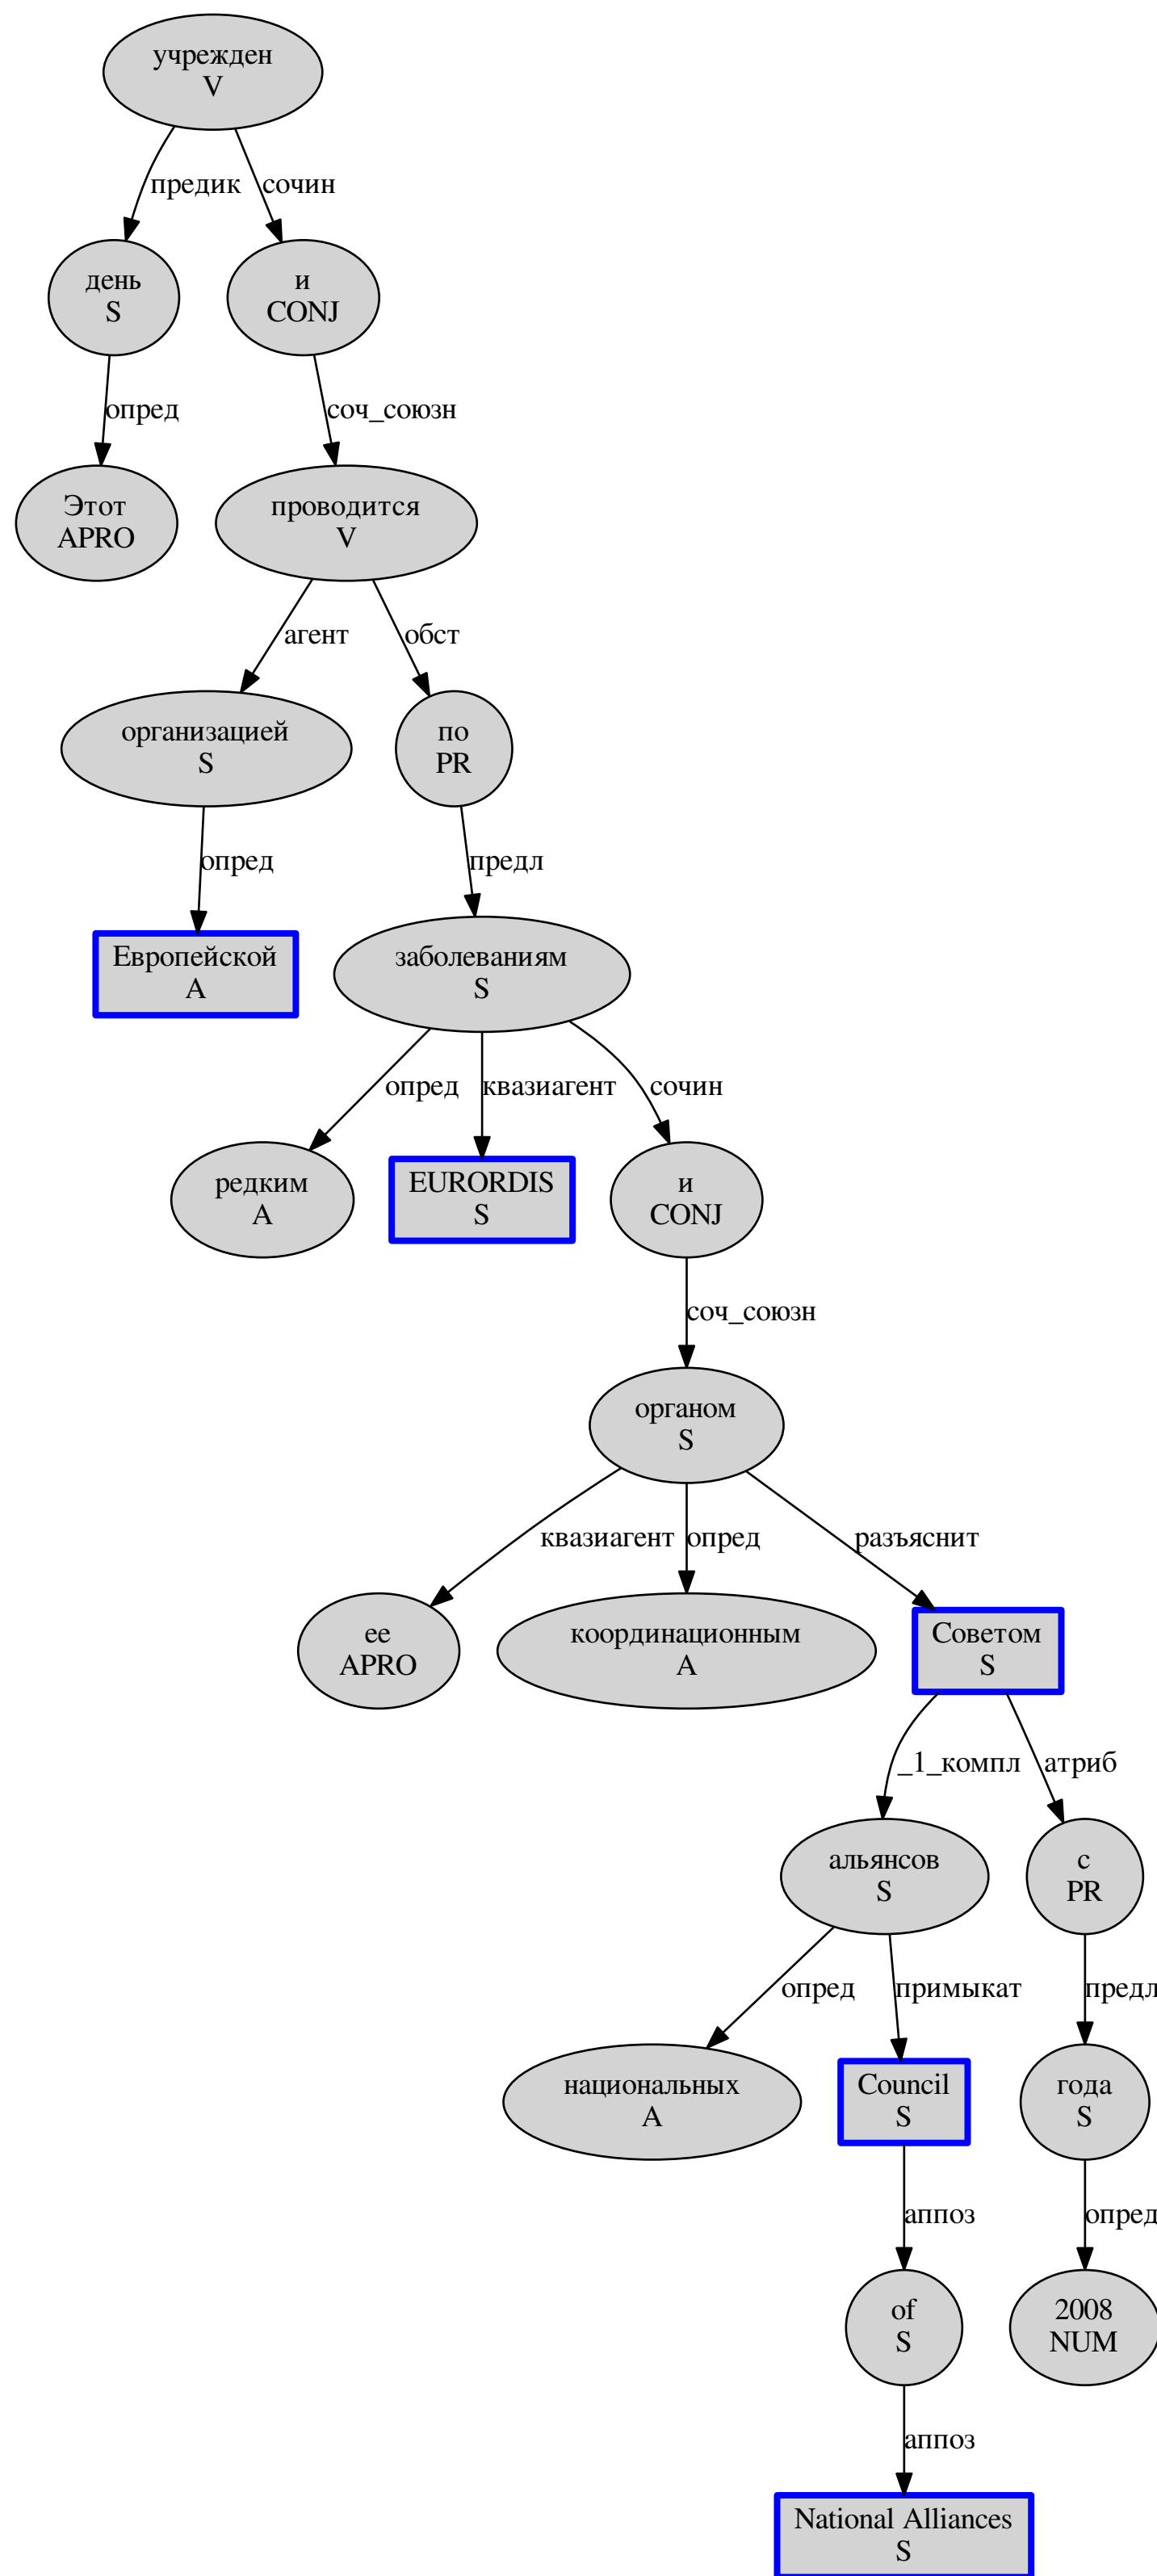 учрежден
V
предик
сочин
день
S
и
CONJ
опред
соч_союзн
Этот
APRO
проводится
V
агент
обст
организацией
S
по
PR
опред
предл
Европейской
A
заболеваниям
S
опред
квазиагент
сочин
редким
A
EURORDIS
S
и
CONJ
соч_союзн
органом
S
квазиагент
опред
разъяснит
ее
APRO
координационным
A
Советом
S
_1_компл
атриб
альянсов
S
с
PR
опред
примыкат
предл
национальных
A
Council
S
года
S
аппоз
опред
of
S
2008
NUM
аппоз
National Alliances
S